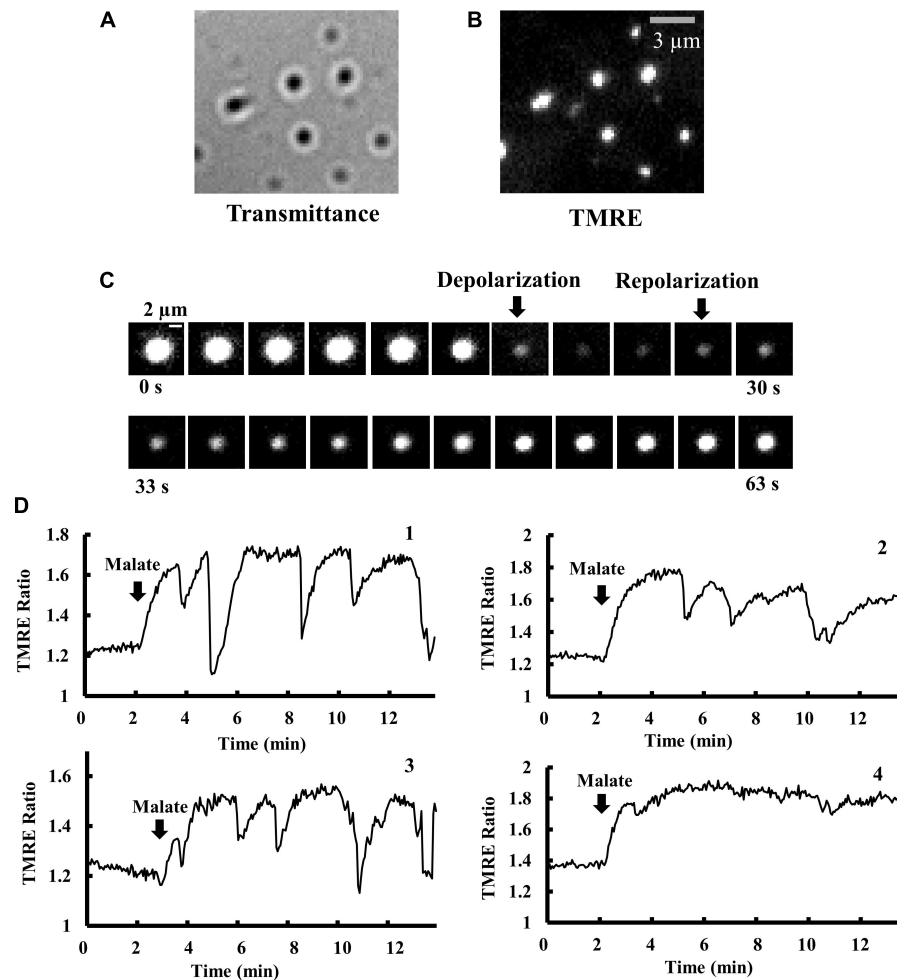 A
B
3 µm
Transmittance
TMRE
C
Depolarization
Repolarization
2 µm
0 s
30 s
33 s
63 s
D
1.8
1.6
1.4
1.2
1
TMRE Ratio
Malate
1
0 2 4 6 8 10 12
Time (min)
2
1.8
1.6
1.4
1.2
1
TMRE Ratio
Malate
2
0 2 4 6 8 10 12
Time (min)
1.6
1.4
1.2
1
TMRE Ratio
Malate
3
0 2 4 6 8 10 12
Time (min)
2
1.8
1.6
1.4
1.2
1
TMRE Ratio
Malate
4
0 2 4 6 8 10 12
Time (min)